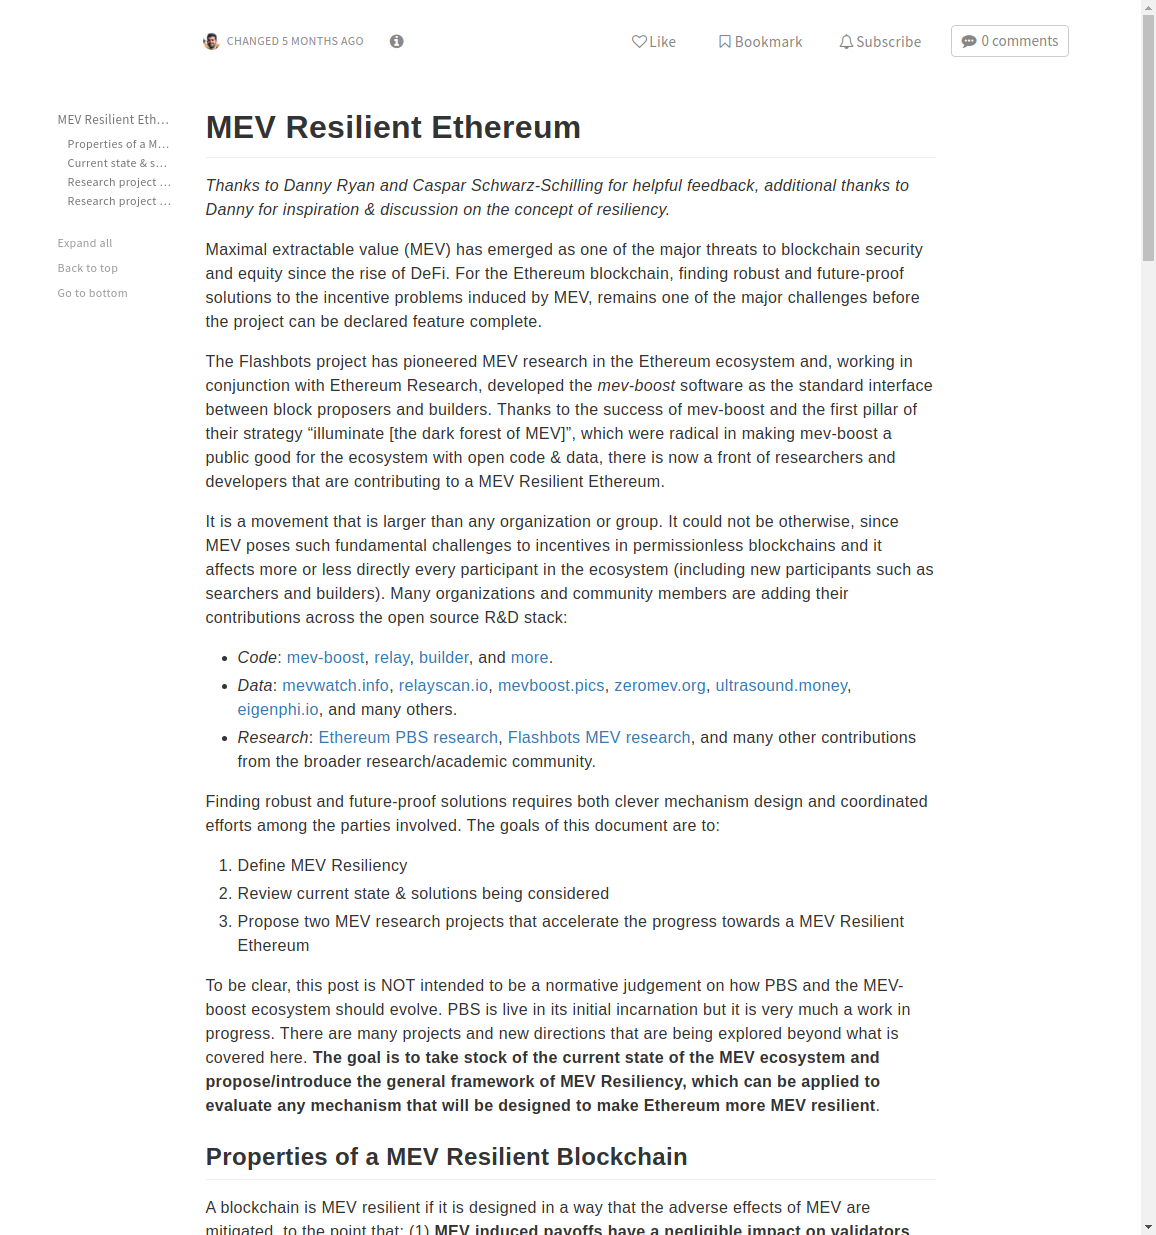 CHANGED 5 MONTHS AGO
Like
Bookmark
Subscribe
0 comments
MEV Resilient Eth…
Properties of a M…
Current state & s…
Research project …
Research project …
Expand all
Back to top
Go to bottom
MEV Resilient Ethereum
Thanks to Danny Ryan and Caspar Schwarz-Schilling for helpful feedback, additional thanks to
Danny for inspiration & discussion on the concept of resiliency.
Maximal extractable value (MEV) has emerged as one of the major threats to blockchain security
and equity since the rise of DeFi. For the Ethereum blockchain, finding robust and future-proof
solutions to the incentive problems induced by MEV, remains one of the major challenges before
the project can be declared feature complete.
The Flashbots project has pioneered MEV research in the Ethereum ecosystem and, working in
conjunction with Ethereum Research, developed the mev-boost software as the standard interface
between block proposers and builders. Thanks to the success of mev-boost and the first pillar of
their strategy “illuminate [the dark forest of MEV]”, which were radical in making mev-boost a
public good for the ecosystem with open code & data, there is now a front of researchers and
developers that are contributing to a MEV Resilient Ethereum.
It is a movement that is larger than any organization or group. It could not be otherwise, since
MEV poses such fundamental challenges to incentives in permissionless blockchains and it
affects more or less directly every participant in the ecosystem (including new participants such as
searchers and builders). Many organizations and community members are adding their
contributions across the open source R&D stack:
• Code: mev-boost, relay, builder, and more.
• Data: mevwatch.info, relayscan.io, mevboost.pics, zeromev.org, ultrasound.money,
eigenphi.io, and many others.
• Research: Ethereum PBS research, Flashbots MEV research, and many other contributions
from the broader research/academic community.
Finding robust and future-proof solutions requires both clever mechanism design and coordinated
efforts among the parties involved. The goals of this document are to:
1. Define MEV Resiliency
2. Review current state & solutions being considered
3. Propose two MEV research projects that accelerate the progress towards a MEV Resilient
Ethereum
To be clear, this post is NOT intended to be a normative judgement on how PBS and the MEV-
boost ecosystem should evolve. PBS is live in its initial incarnation but it is very much a work in
progress. There are many projects and new directions that are being explored beyond what is
covered here. The goal is to take stock of the current state of the MEV ecosystem and
propose/introduce the general framework of MEV Resiliency, which can be applied to
evaluate any mechanism that will be designed to make Ethereum more MEV resilient.
Properties of a MEV Resilient Blockchain
A blockchain is MEV resilient if it is designed in a way that the adverse effects of MEV are
mitigated, to the point that: (1) MEV induced payoffs have a negligible impact on validators